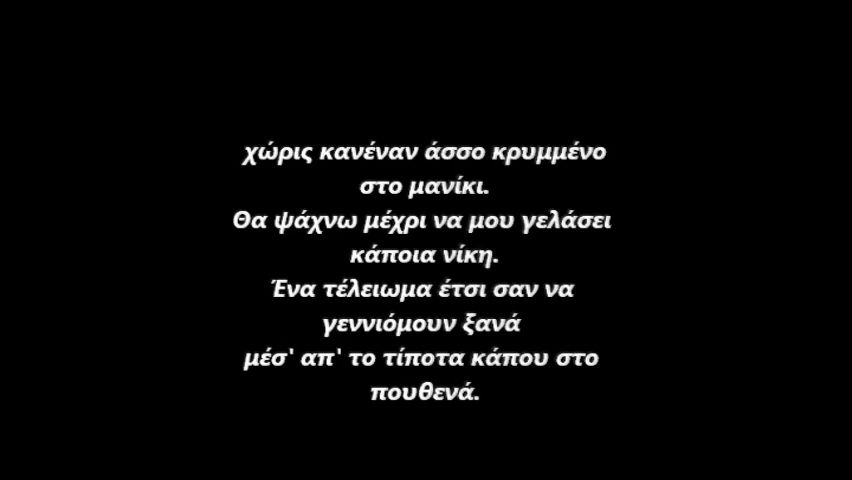 χώρις κανέναν άσσο κρυμμένο
στο μανίκι.
Θα ψάχνω μέχρι να μου γελάσει
κάποια νίκη.
Ένα τέλειωμα έτσι σαν να
γεννιόμουν ξανά
μέσ' απ' το τίποτα κάπου στο
πουθενά.